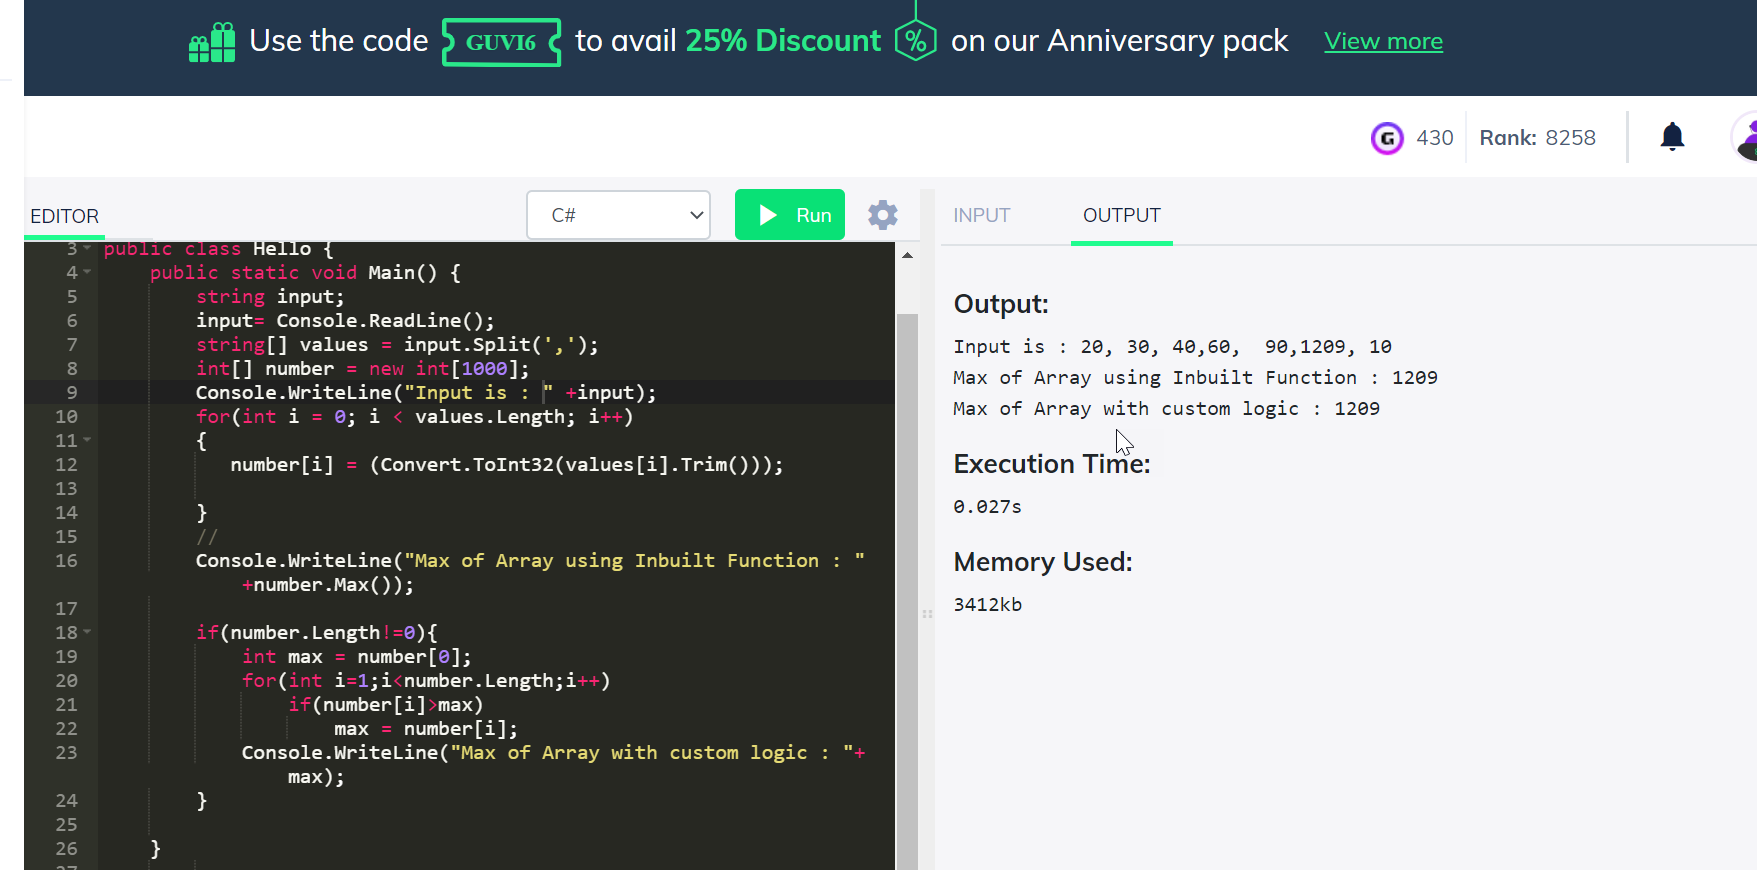 Use the code GUVI6 to avail 25% Discount % on our Anniversary pack View more
G 430 Rank: 8258
EDITOR C# Run INPUT OUTPUT
3 public class Hello {
4 public static void Main() {
5 string input;
6 input= Console.ReadLine();
7 string[] values = input.Split(',');
8 int[] number = new int[1000];
9 Console.WriteLine("Input is : " +input);
10 for(int i = 0; i < values.Length; i++)
11 {
12 number[i] = (Convert.ToInt32(values[i].Trim()));
13
14 }
15 //
16 Console.WriteLine("Max of Array using Inbuilt Function : "
+number.Max());
17
18 if(number.Length!=0){
19 int max = number[0];
20 for(int i=1;i<number.Length;i++)
21 if(number[i]>max)
22 max = number[i];
23 Console.WriteLine("Max of Array with custom logic : "+
max);
24 }
25
26 }
27
Output:
Input is : 20, 30, 40,60,  90,1209, 10
Max of Array using Inbuilt Function : 1209
Max of Array with custom logic : 1209
Execution Time:
0.027s
Memory Used:
3412kb